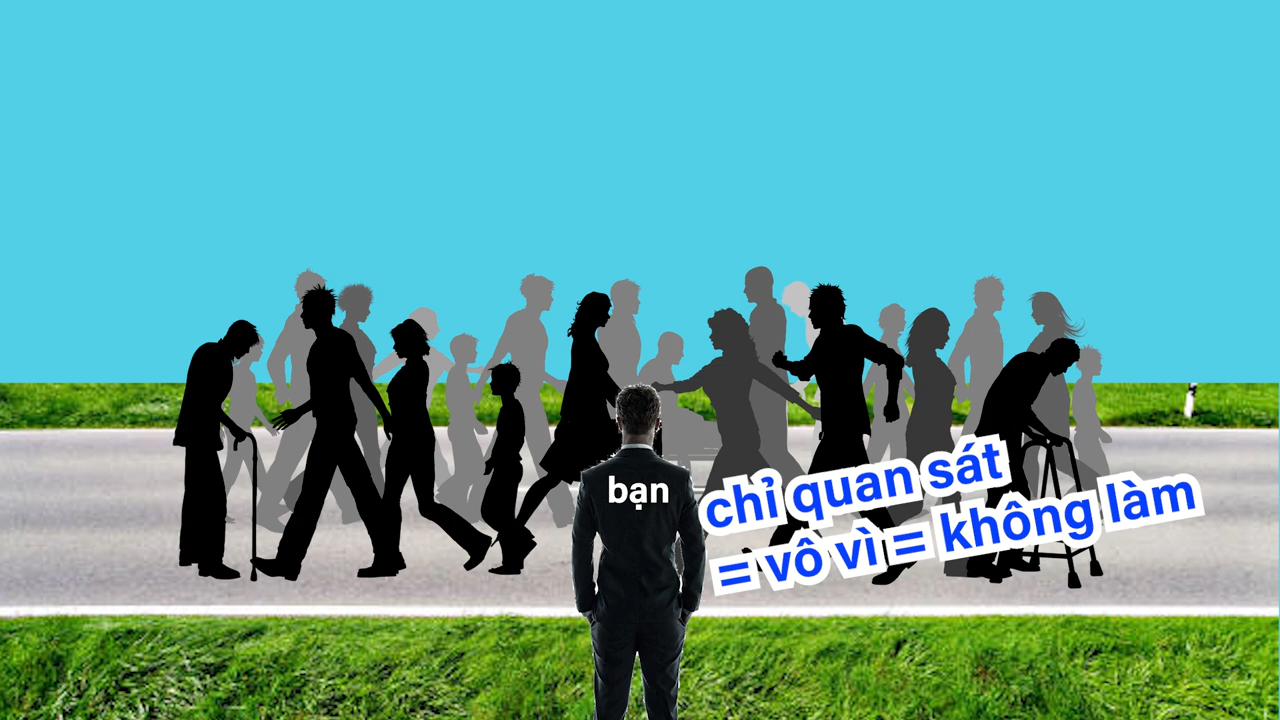 bạn
chỉ quan sát
= vô vì = không làm